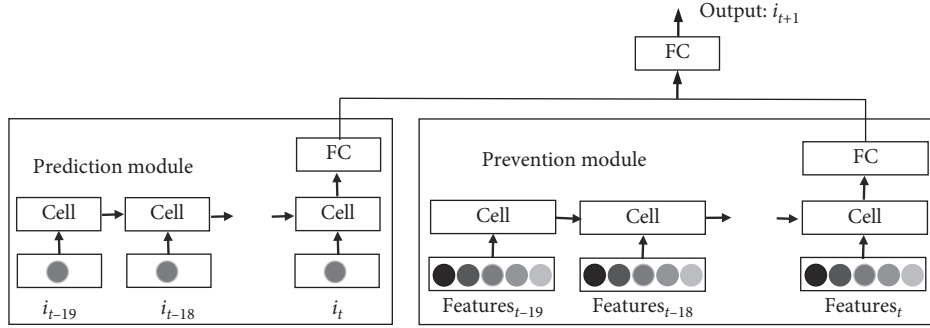 Output: i_{t+1}
FC
FC
Prediction module
Cell
Cell
Cell
i_{t–19}
i_{t–18}
i_t
FC
Prevention module
Cell
Cell
Cell
Features_{t–19}
Features_{t–18}
Features_t